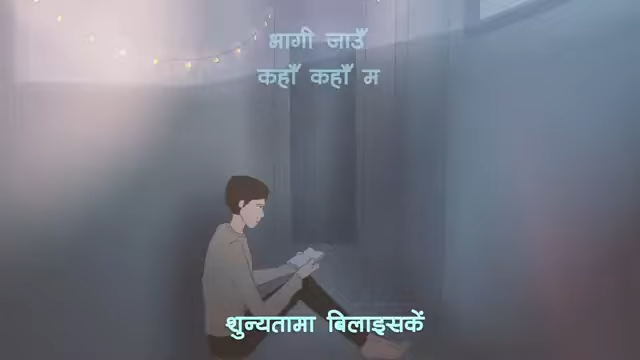 भागी जाउँ
कहाँ कहाँ म
शुन्यतामा बिलाइसकें